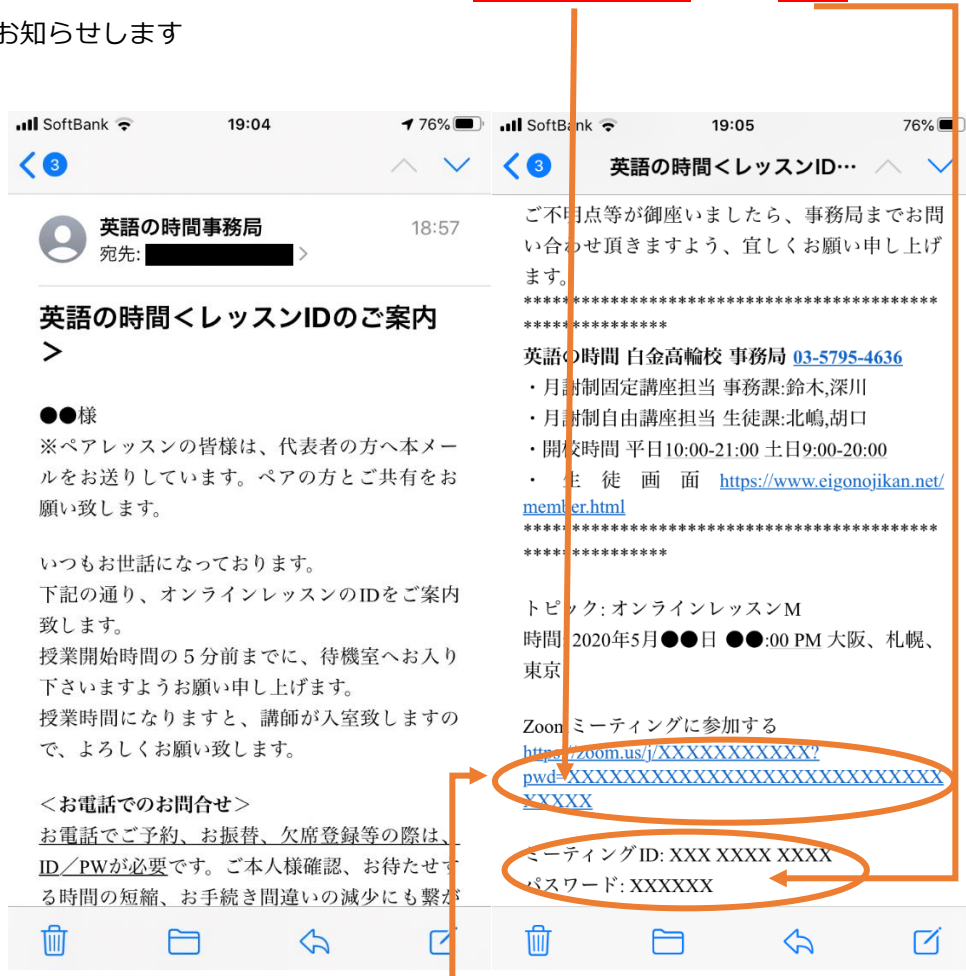 お知らせします
SoftBank 19:04 76%
3
英語の時間事務局 18:57
宛先:
英語の時間＜レッスンIDのご案内
＞
●●様
※ペアレッスンの皆様は、代表者の方へ本メー
ルをお送りしています。ペアの方とご共有をお
願い致します。
いつもお世話になっております。
下記の通り、オンラインレッスンのIDをご案内
致します。
授業開始時間の５分前までに、待機室へお入り
下さいますようお願い申し上げます。
授業時間になりますと、講師が入室致しますの
で、よろしくお願い致します。
＜お電話でのお問合せ＞
お電話でご予約、お振替、欠席登録等の際は、
ID／PWが必要です。ご本人様確認、お待たせす
る時間の短縮、お手続き間違いの減少にも繋が
SoftBank 19:05 76%
3 英語の時間＜レッスンID…
ご不明点等が御座いましたら、事務局までお問
い合わせ頂きますよう、宜しくお願い申し上げ
ます。
*******************************************
***************
英語の時間 白金高輪校 事務局 03-5795-4636
・月謝制固定講座担当 事務課:鈴木,深川
・月謝制自由講座担当 生徒課:北嶋,胡口
・開校時間 平日10:00-21:00 土日9:00-20:00
・ 生 徒 画 面 https://www.eigonojikan.net/
member.html
*******************************************
***************
トピック: オンラインレッスンM
時間: 2020年5月●●日 ●●:00 PM 大阪、札幌、
東京
Zoomミーティングに参加する
https://zoom.us/j/XXXXXXXXXXX?
pwd=XXXXXXXXXXXXXXXXXXXXXXXXXXX
XXXXX
ミーティングID: XXX XXXX XXXX
パスワード: XXXXXX